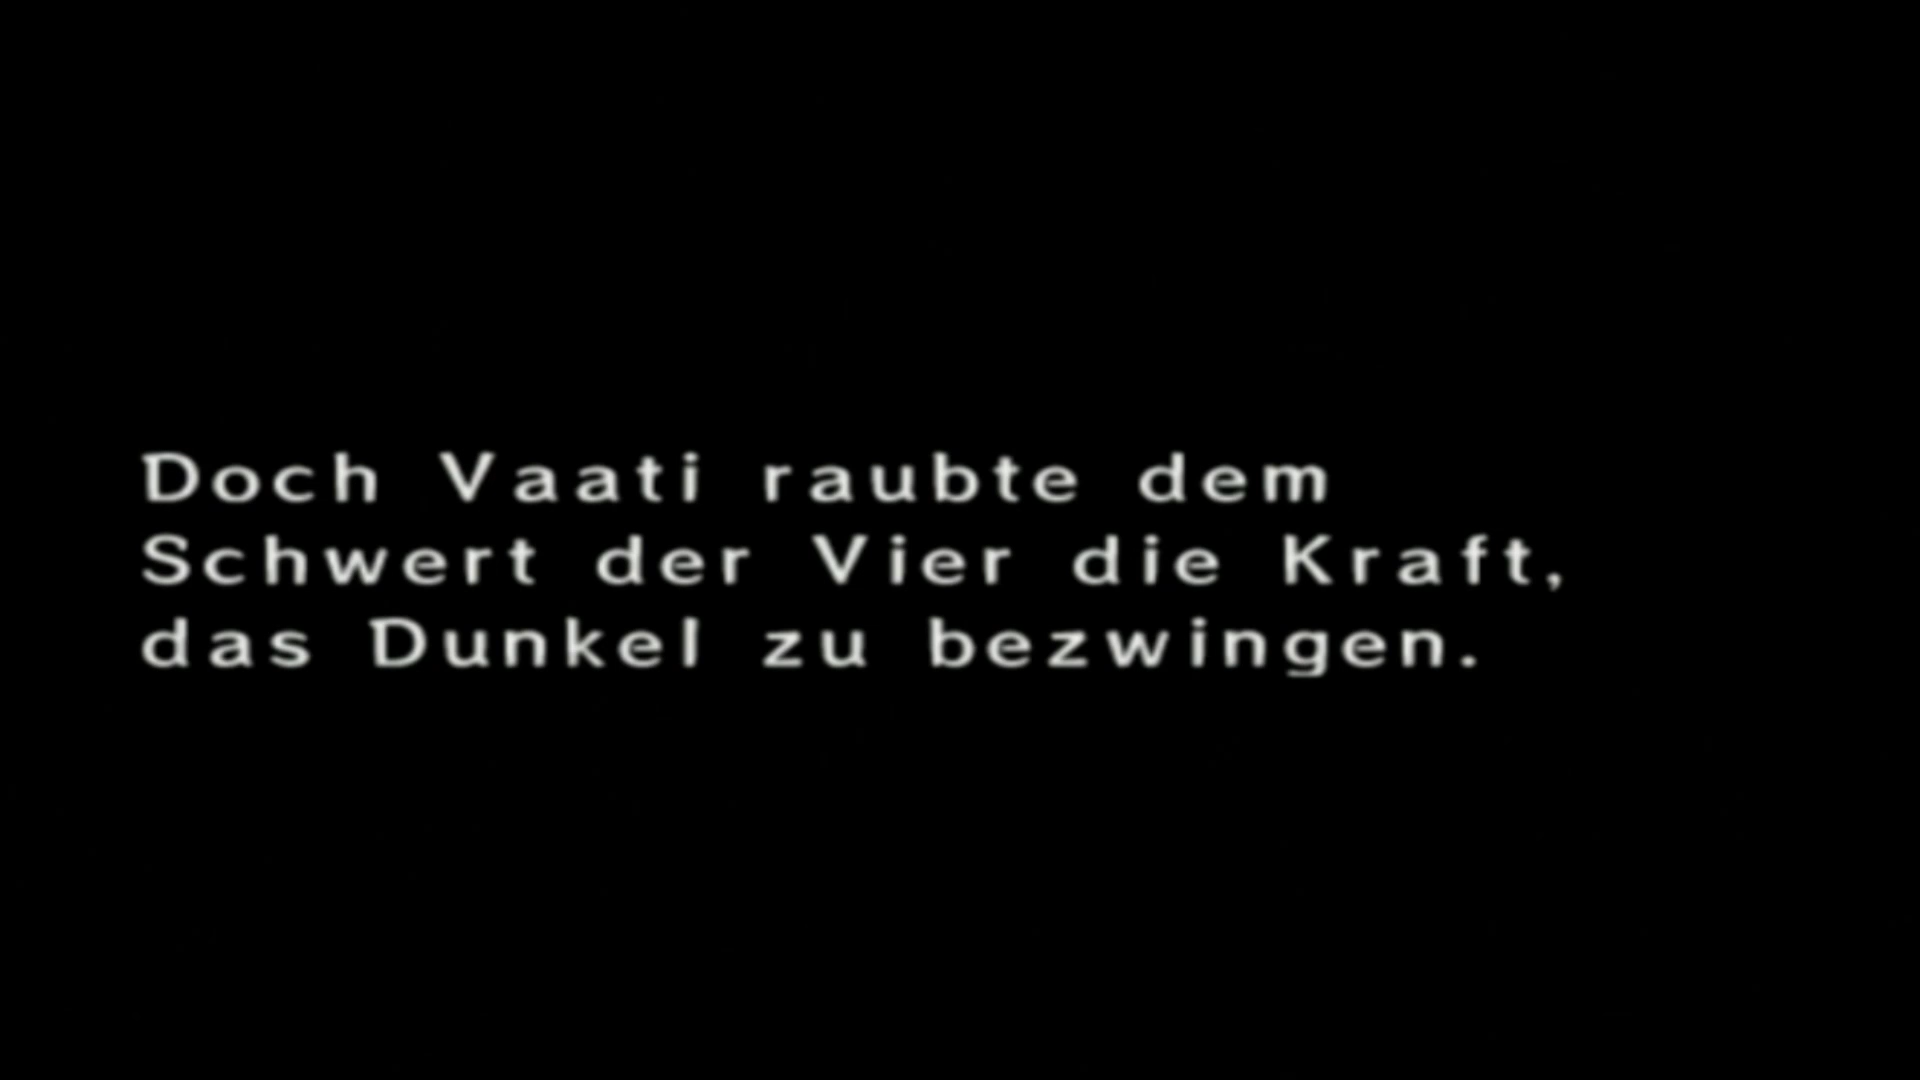 Doch Vaati raubte dem
Schwert der Vier die Kraft,
das Dunkel zu bezwingen.